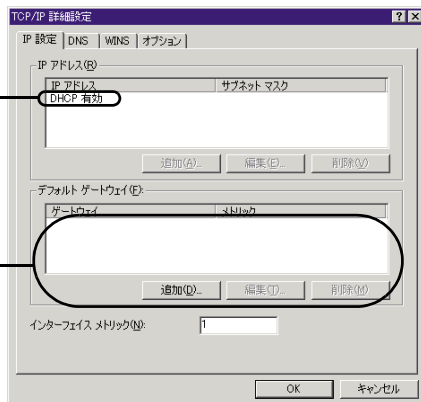 TCP/IP 詳細設定
IP 設定 DNS WINS オプション
IP アドレス(R)
IP アドレス サブネット マスク
DHCP 有効
追加(A)... 編集(E)... 削除(V)
デフォルト ゲートウェイ(F):
ゲートウェイ メトリック
追加(D)... 編集(T)... 削除(M)
インターフェイス メトリック(N): 1
OK キャンセル